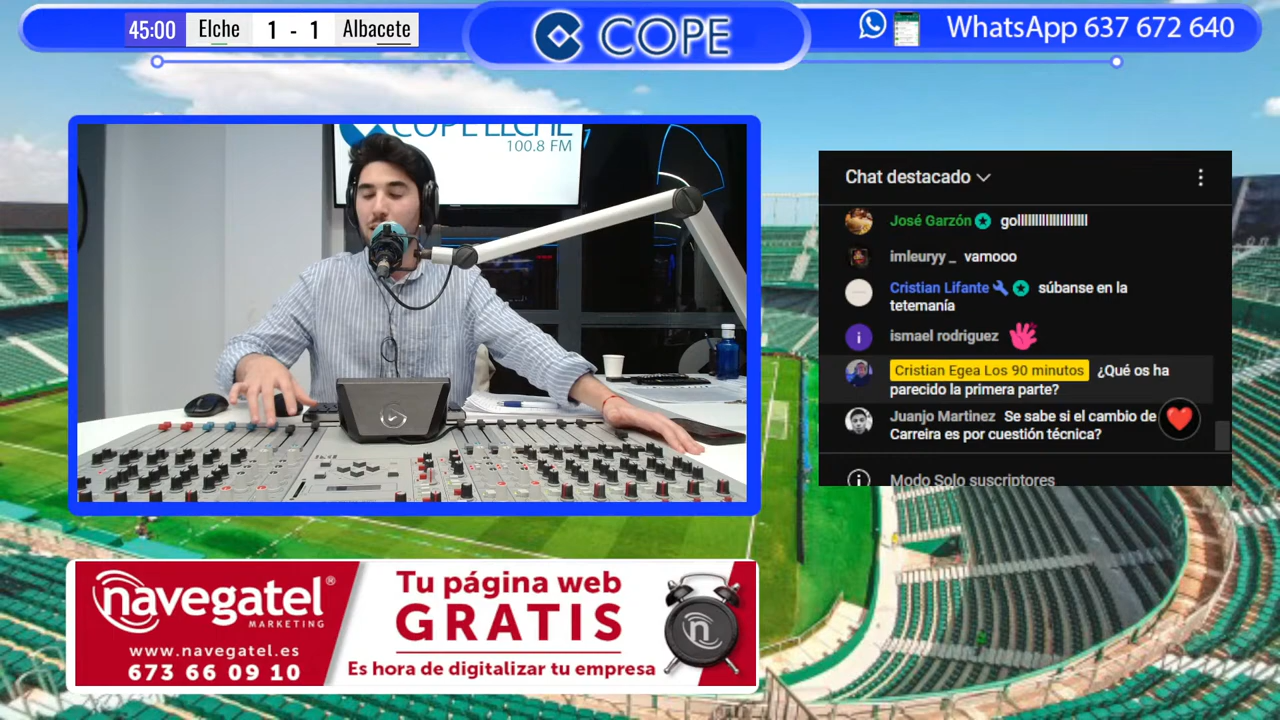 45:00 Elche 1 - 1 Albacete
COPE
WhatsApp 637 672 640
COPE ELCHE
100.8 FM
Chat destacado
José Garzón golllllllllllllllllllll
imleuryy_ vamooo
Cristian Lifante súbanse en la
tetemanía
i ismael rodriguez
Cristian Egea Los 90 minutos ¿Qué os ha
parecido la primera parte?
Juanjo Martinez Se sabe si el cambio de
Carreira es por cuestión técnica?
Modo Solo suscriptores
navegatel®
MARKETING
www.navegatel.es
673 66 09 10
Tu página web
GRATIS
Es hora de digitalizar tu empresa
n